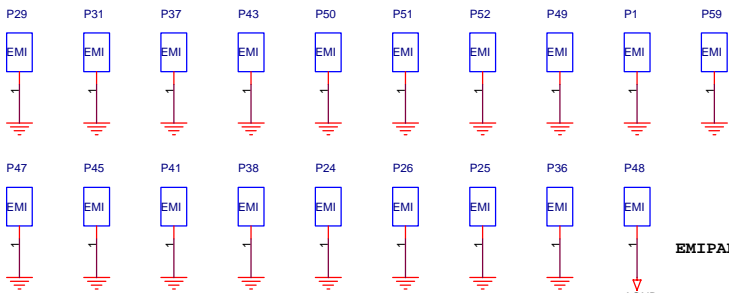 P29 P31 P37 P43 P50 P51 P52 P49 P1 P59
EMI EMI EMI EMI EMI EMI EMI EMI EMI EMI
1 1 1 1 1 1 1 1 1 1
P47 P45 P41 P38 P24 P26 P25 P36 P48
EMI EMI EMI EMI EMI EMI EMI EMI EMI
1 1 1 1 1 1 1 1 1